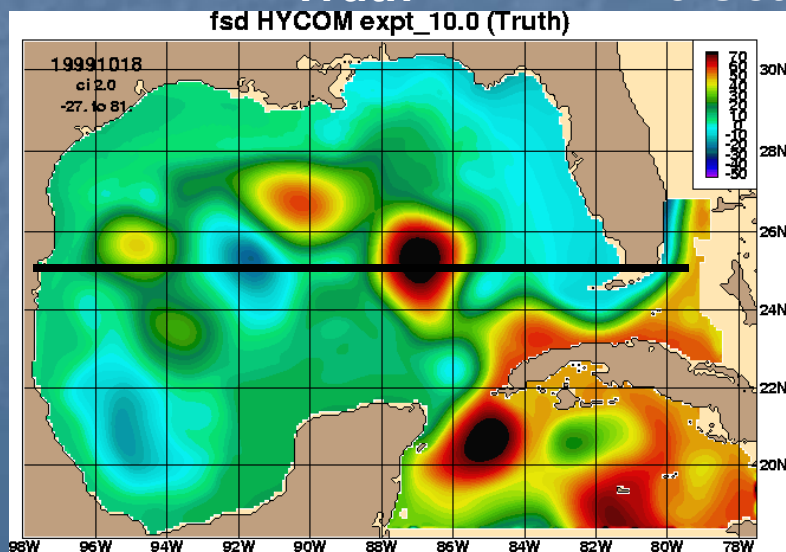 fsd HYCOM expt_10.0 (Truth)
19991018
ci 2.0
-27. to 81.
70
60
50
40
30
20
10
0
-10
-20
-30
-40
-50
30N
28N
26N
24N
22N
20N
98W 96W 94W 92W 90W 88W 86W 84W 82W 80W 78W